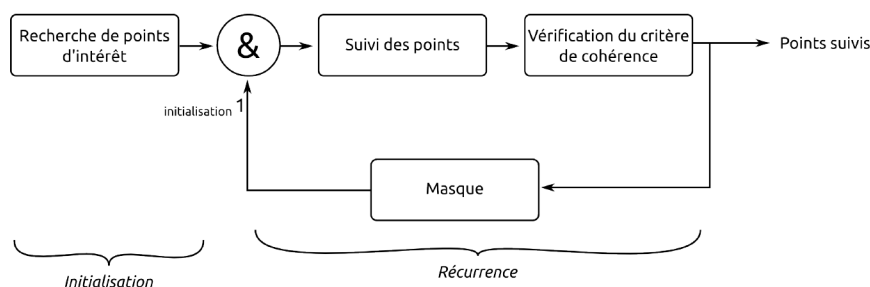 Recherche de points
d'intérêt
&
Suivi des points
Vérification du critère
de cohérence
Points suivis
initialisation 1
Masque
Initialisation
Récurrence